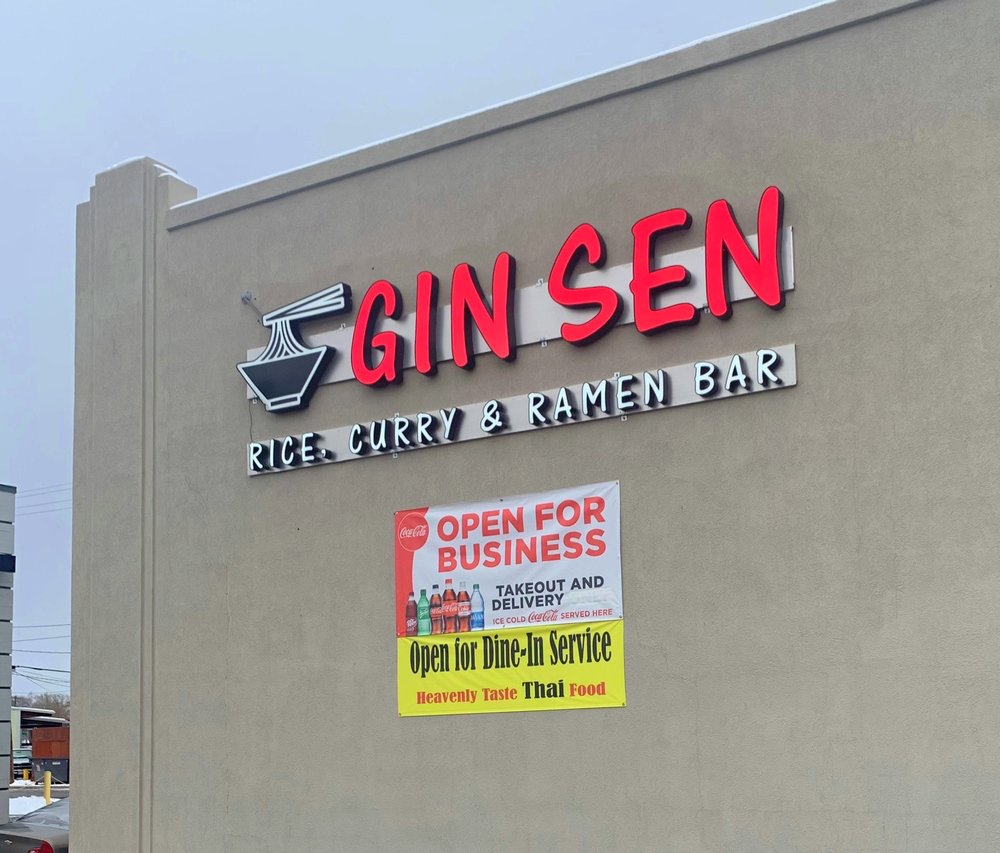 GIN SEN
RICE, CURRY & RAMEN BAR
Coca-Cola
OPEN FOR
BUSINESS
TAKEOUT AND
DELIVERY
ICE COLD Coca-Cola SERVED HERE
Open for Dine-In Service
Heavenly Taste Thai Food